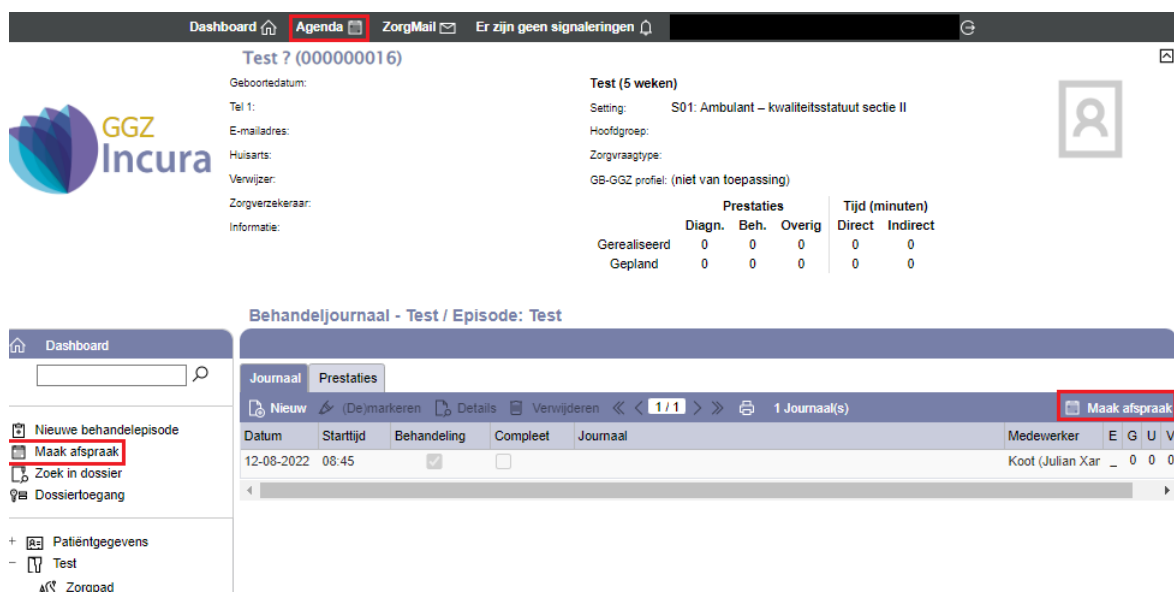 Dashboard Agenda ZorgMail Er zijn geen signaleringen
Test ? (000000016)
Geboortedatum: Test (5 weken)
Tel 1: Setting: S01: Ambulant – kwaliteitsstatuut sectie II
E-mailadres: Hoofdgroep:
Huisarts: Zorgvraagtype:
Verwijzer: GB-GGZ profiel: (niet van toepassing)
Zorgverzekeraar:
Informatie:
GGZ
Incura
Prestaties Tijd (minuten)
Diagn. Beh. Overig Direct Indirect
Gerealiseerd 0 0 0 0 0
Gepland 0 0 0 0 0
Behandeljournaal - Test / Episode: Test
Dashboard
Nieuwe behandelepisode
Maak afspraak
Zoek in dossier
Dossiertoegang
+ Patiëntgegevens
− Test
Zorgpad
Journaal Prestaties
Nieuw (De)markeren Details Verwijderen 1 / 1 1 Journaal(s) Maak afspraak
Datum Starttijd Behandeling Compleet Journaal Medewerker E G U V
12-08-2022 08:45 Koot (Julian Xar _ 0 0 0